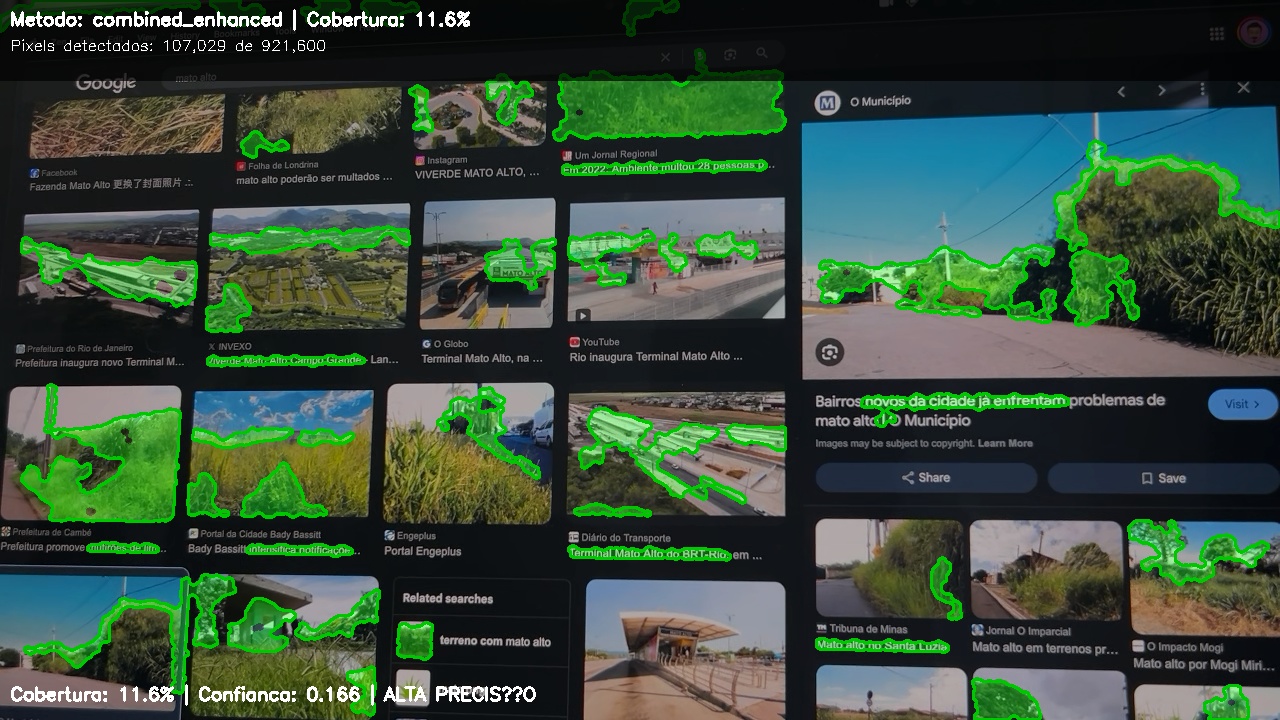 Metodo: combined_enhanced | Cobertura: 11.6%
Pixels detectados: 107,029 de 921,600
Google
mato alto
O Município
Facebook
Fazenda Mato Alto 更换了封面照片 ...
Folha de Londrina
mato alto poderão ser multados ...
Instagram
VIVERDE MATO ALTO, ...
Um Jornal Regional
Em 2022: Ambiente multou 28 pessoas p...
MATO ALTO
Prefeitura do Rio de Janeiro
Prefeitura inaugura novo Terminal M...
INVEXO
Viverde Mato Alto Campo Grande - Lan...
O Globo
Terminal Mato Alto, na ...
YouTube
Rio inaugura Terminal Mato Alto ...
Bairros novos da cidade já enfrentam problemas de
mato alto | O Município
Visit >
Images may be subject to copyright. Learn More
Share
Save
Prefeitura de Cambé
Prefeitura promove mutirões de lim...
Portal da Cidade Bady Bassitt
Bady Bassitt intensifica notificaçõe...
Engeplus
Portal Engeplus
Diário do Transporte
Terminal Mato Alto do BRT-Rio, em ...
Related searches
terreno com mato alto
Tribuna de Minas
Mato alto no Santa Luzia
Jornal O Imparcial
Mato alto em terrenos pr...
O Impacto Mogi
Mato alto por Mogi Miri...
Cobertura: 11.6% | Confianca: 0.166 | ALTA PRECIS??O